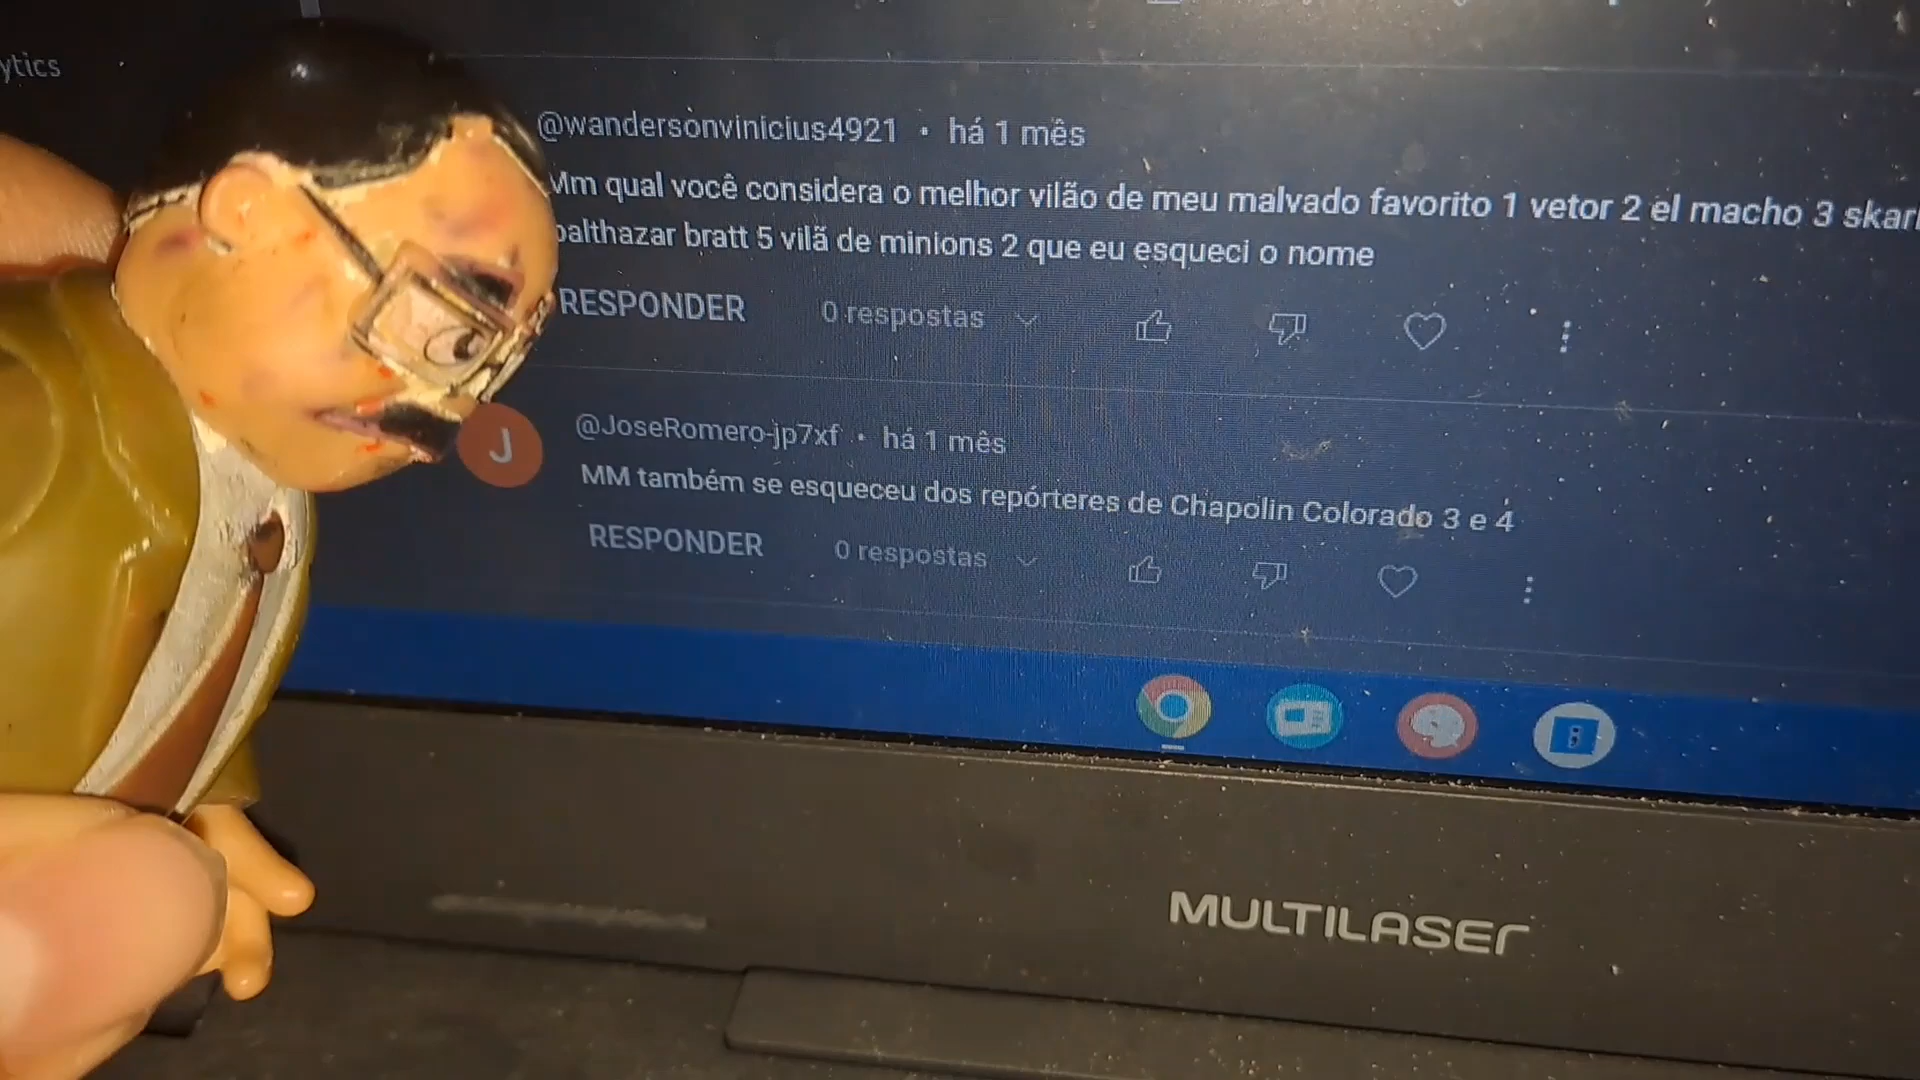 ytics
@wandersonvinicius4921 • há 1 mês
Mm qual você considera o melhor vilão de meu malvado favorito 1 vetor 2 el macho 3 skarl
balthazar bratt 5 vilã de minions 2 que eu esqueci o nome
RESPONDER 0 respostas
J
@JoseRomero-jp7xf • há 1 mês
MM também se esqueceu dos repórteres de Chapolin Colorado 3 e 4
RESPONDER 0 respostas
MULTILASER